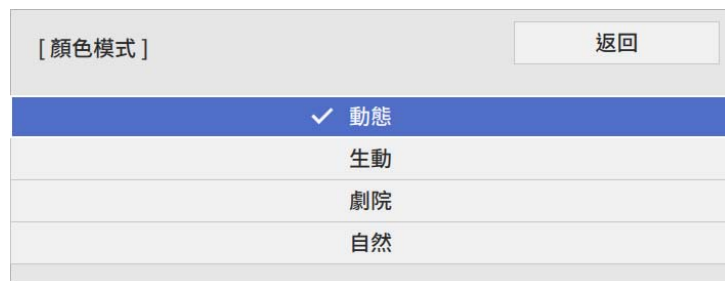 [ 顏色模式 ]
返回
動態
生動
劇院
自然